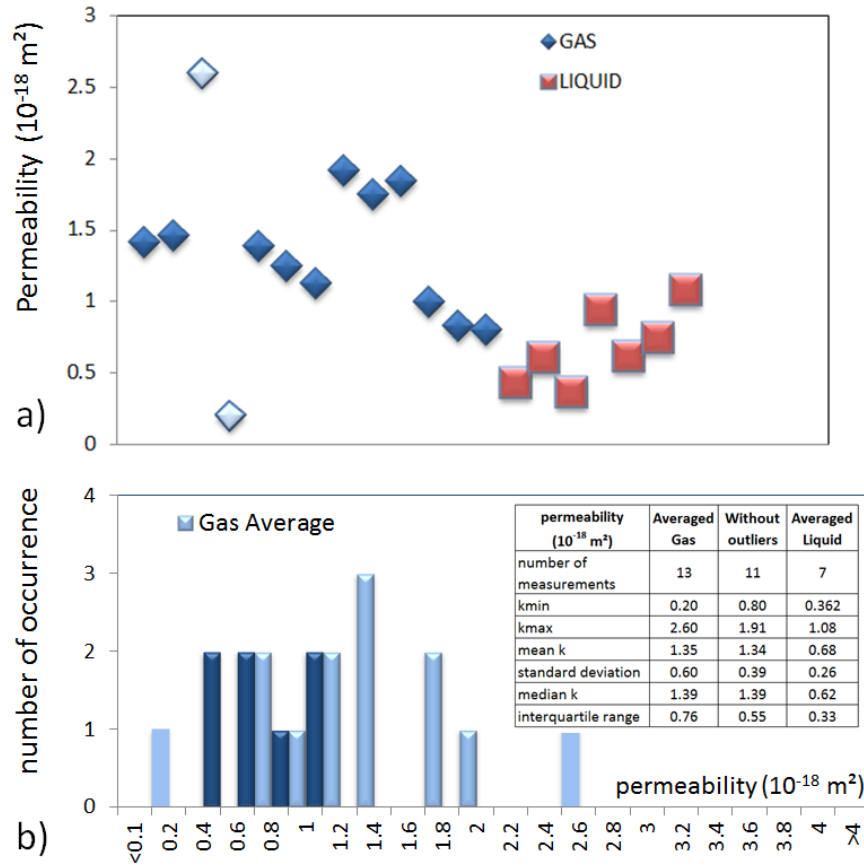 3
2.5
2
1.5
1
0.5
0
Permeability (10⁻¹⁸ m²)
GAS
LIQUID
a)
4
3
2
1
0
number of occurrence
Gas Average
permeability (10⁻¹⁸ m²) Averaged Gas Without outliers Averaged Liquid
number of measurements 13 11 7
kmin 0.20 0.80 0.362
kmax 2.60 1.91 1.08
mean k 1.35 1.34 0.68
standard deviation 0.60 0.39 0.26
median k 1.39 1.39 0.62
interquartile range 0.76 0.55 0.33
permeability (10⁻¹⁸ m²)
b)
<0.1 0.2 0.4 0.6 0.8 1 1.2 1.4 1.6 1.8 2 2.2 2.4 2.6 2.8 3 3.2 3.4 3.6 3.8 4 >4